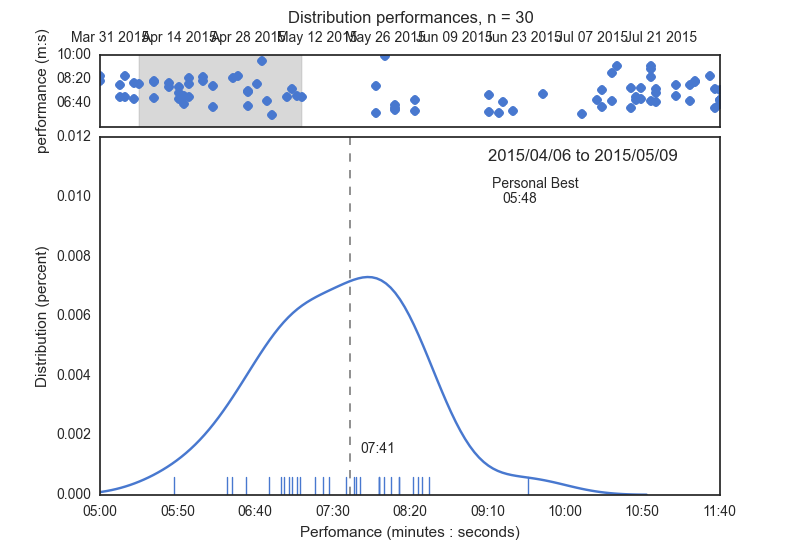 Distribution performances, n = 30
Mar 31 2015 Apr 14 2015 Apr 28 2015 May 12 2015 May 26 2015 Jun 09 2015 Jun 23 2015 Jul 07 2015 Jul 21 2015
performance (m:s)
10:00
08:20
06:40
Distribution (percent)
0.012
0.010
0.008
0.006
0.004
0.002
0.000
2015/04/06 to 2015/05/09
Personal Best
05:48
07:41
05:00 05:50 06:40 07:30 08:20 09:10 10:00 10:50 11:40
Perfomance (minutes : seconds)